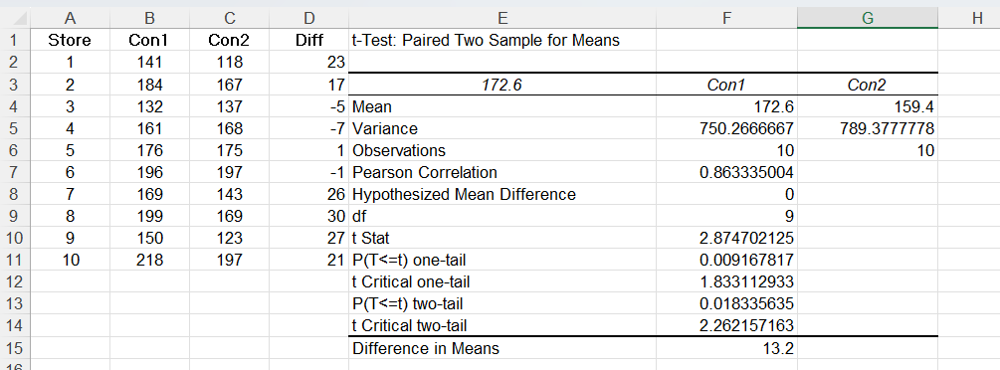 A B C D E F G H
1 Store Con1 Con2 Diff t-Test: Paired Two Sample for Means
2 1 141 118 23
3 2 184 167 17 172.6 Con1 Con2
4 3 132 137 -5 Mean 172.6 159.4
5 4 161 168 -7 Variance 750.2666667 789.3777778
6 5 176 175 1 Observations 10 10
7 6 196 197 -1 Pearson Correlation 0.863335004
8 7 169 143 26 Hypothesized Mean Difference 0
9 8 199 169 30 df 9
10 9 150 123 27 t Stat 2.874702125
11 10 218 197 21 P(T<=t) one-tail 0.009167817
12 t Critical one-tail 1.833112933
13 P(T<=t) two-tail 0.018335635
14 t Critical two-tail 2.262157163
15 Difference in Means 13.2
16